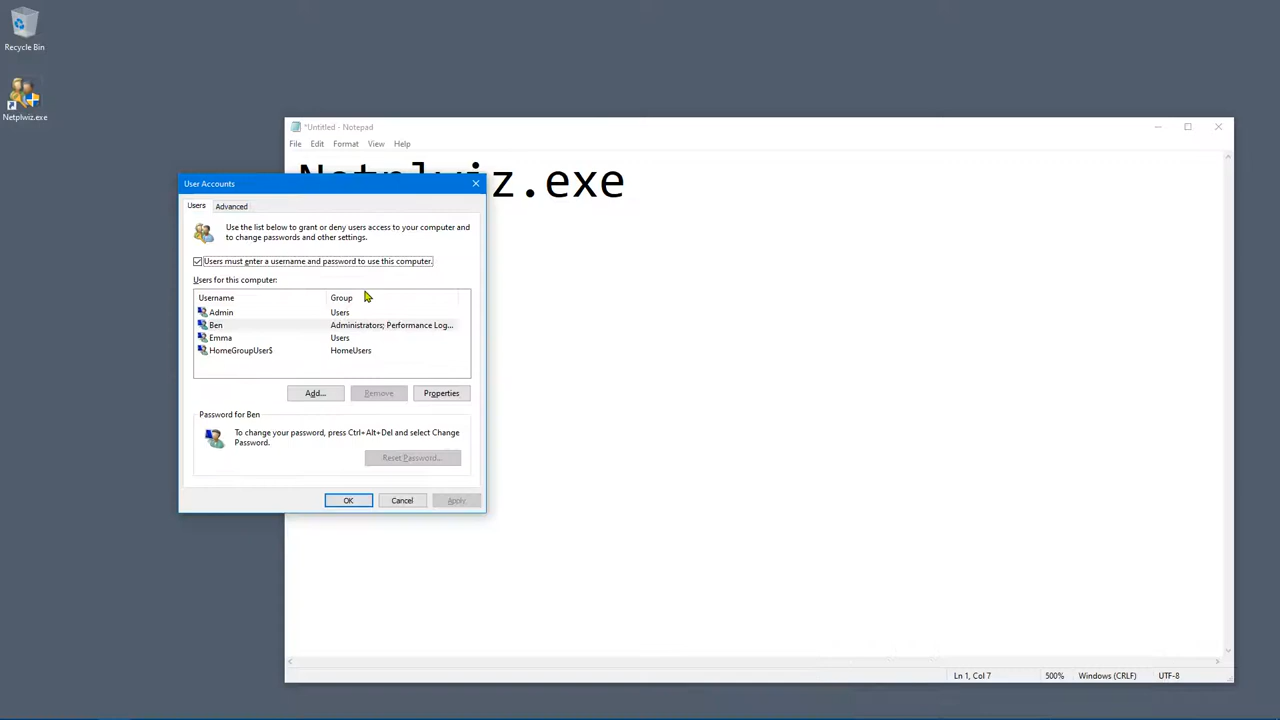 Recycle Bin
Netplwiz.exe
*Untitled - Notepad
File Edit Format View Help
Netplwiz.exe
User Accounts
Users Advanced
Use the list below to grant or deny users access to your computer and
to change passwords and other settings.
Users must enter a username and password to use this computer.
Users for this computer:
Username Group
Admin Users
Ben Administrators; Performance Log...
Emma Users
HomeGroupUser$ HomeUsers
Add... Remove Properties
Password for Ben
To change your password, press Ctrl+Alt+Del and select Change
Password.
Reset Password...
OK Cancel Apply
Ln 1, Col 7 500% Windows (CRLF) UTF-8